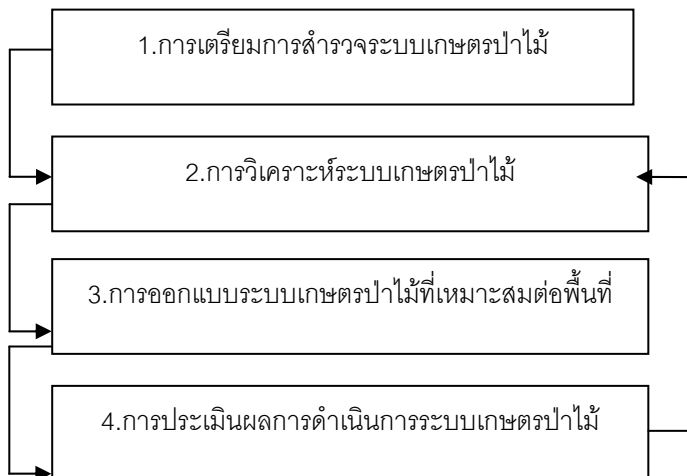 1.การเตรียมการสำรวจระบบเกษตรป่าไม้
2.การวิเคราะห์ระบบเกษตรป่าไม้
3.การออกแบบระบบเกษตรป่าไม้ที่เหมาะสมต่อพื้นที่
4.การประเมินผลการดำเนินการระบบเกษตรป่าไม้